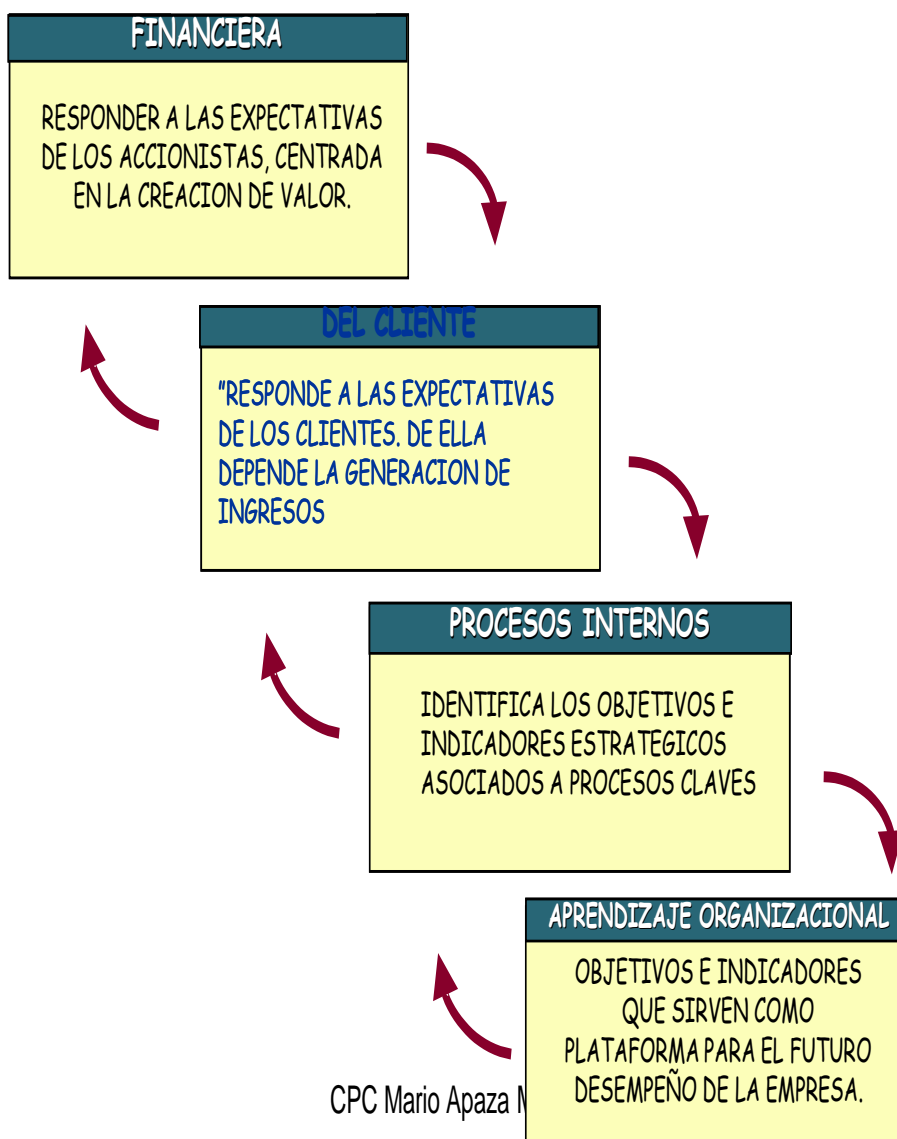 FINANCIERA
RESPONDER A LAS EXPECTATIVAS
DE LOS ACCIONISTAS, CENTRADA
EN LA CREACION DE VALOR.
DEL CLIENTE
"RESPONDE A LAS EXPECTATIVAS
DE LOS CLIENTES. DE ELLA
DEPENDE LA GENERACION DE
INGRESOS
PROCESOS INTERNOS
IDENTIFICA LOS OBJETIVOS E
INDICADORES ESTRATEGICOS
ASOCIADOS A PROCESOS CLAVES
APRENDIZAJE ORGANIZACIONAL
OBJETIVOS E INDICADORES
QUE SIRVEN COMO
PLATAFORMA PARA EL FUTURO
DESEMPEÑO DE LA EMPRESA.
CPC Mario Apaza